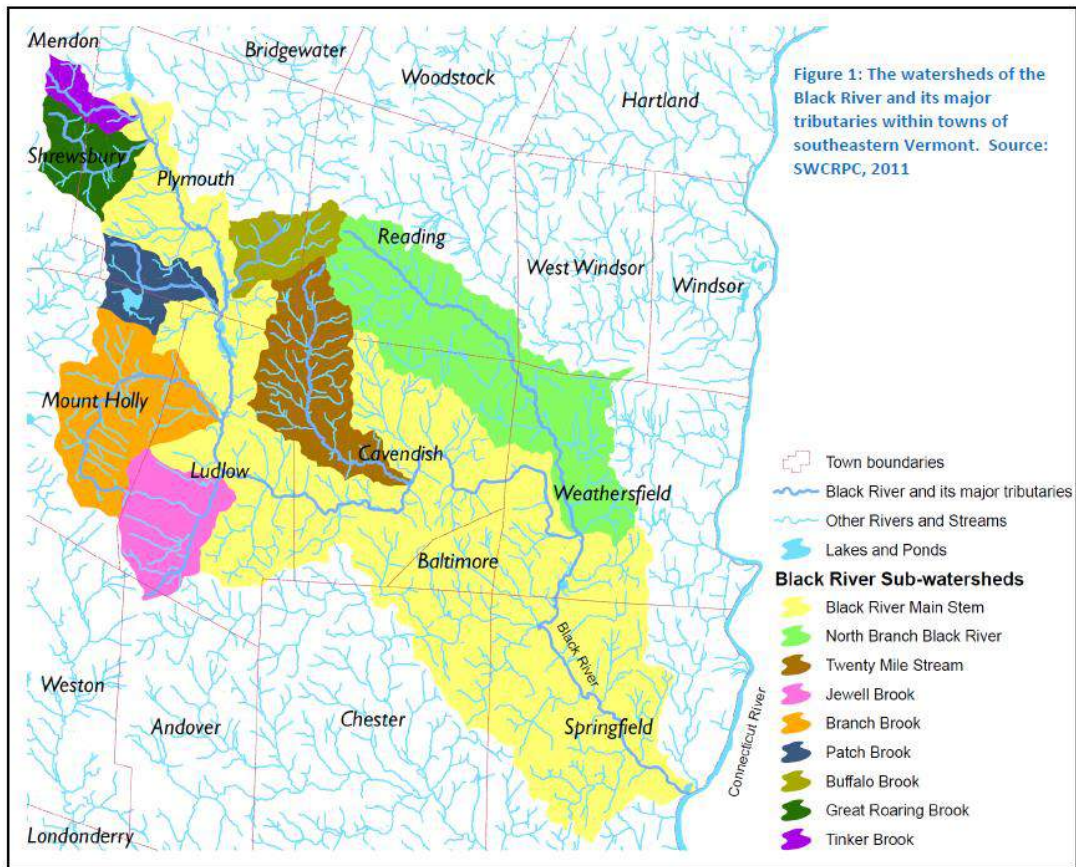 Mendon
Bridgewater
Woodstock
Hartland
Figure 1: The watersheds of the
Black River and its major
tributaries within towns of
southeastern Vermont. Source:
SWCRPC, 2011
Shrewsbury
Plymouth
Reading
West Windsor
Windsor
Mount Holly
Ludlow
Cavendish
Weathersfield
Baltimore
Black River
Weston
Andover
Chester
Springfield
Connecticut River
Londonderry
Town boundaries
Black River and its major tributaries
Other Rivers and Streams
Lakes and Ponds
Black River Sub-watersheds
Black River Main Stem
North Branch Black River
Twenty Mile Stream
Jewell Brook
Branch Brook
Patch Brook
Buffalo Brook
Great Roaring Brook
Tinker Brook